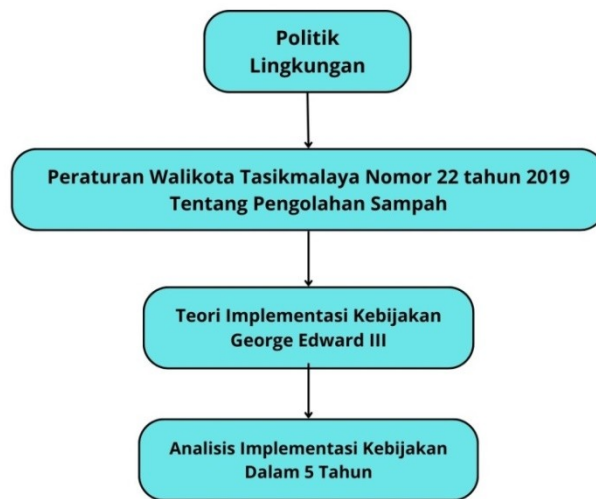 Politik
Lingkungan
Peraturan Walikota Tasikmalaya Nomor 22 tahun 2019
Tentang Pengolahan Sampah
Teori Implementasi Kebijakan
George Edward III
Analisis Implementasi Kebijakan
Dalam 5 Tahun